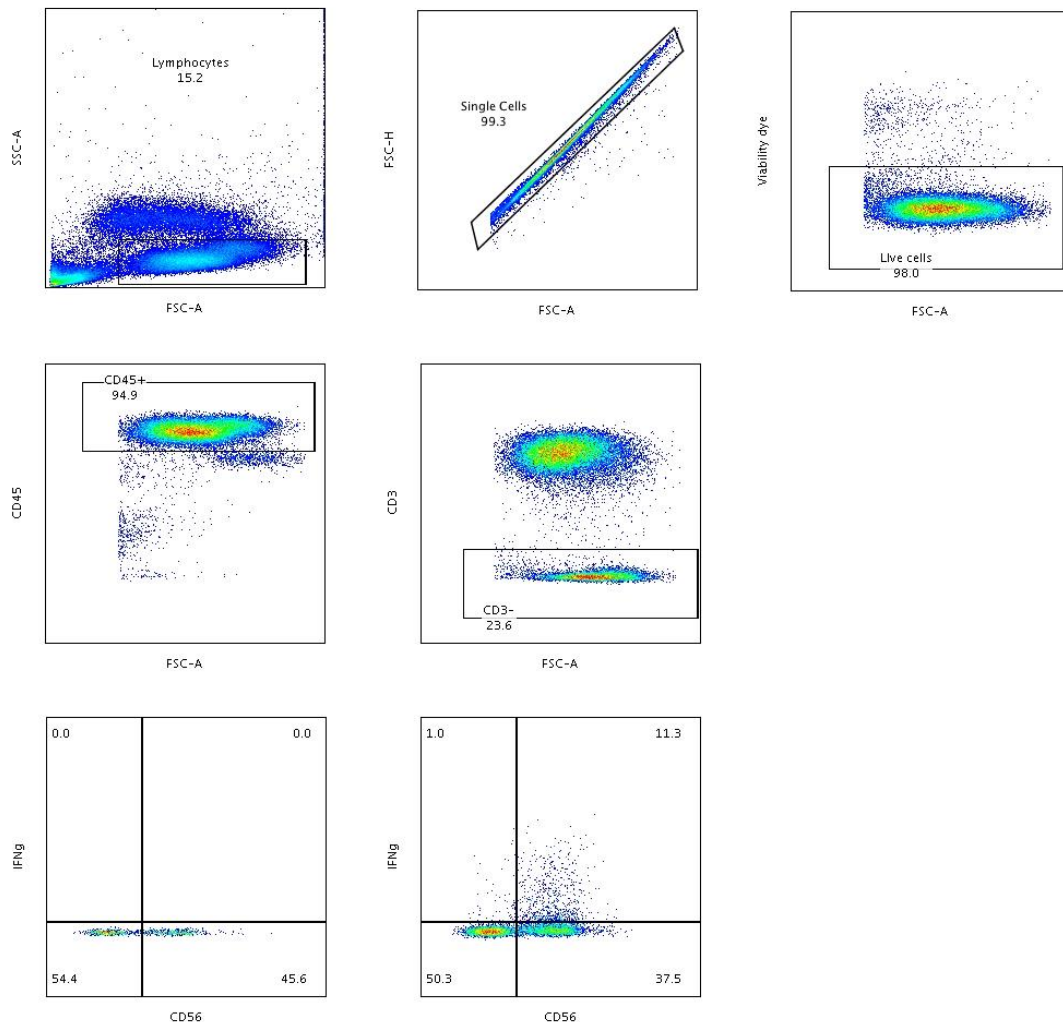 Lymphocytes
15.2
SSC-A
FSC-A
Single Cells
99.3
FSC-H
FSC-A
Viability dye
LIve cells
98.0
FSC-A
CD45+
94.9
CD45
FSC-A
CD3
CD3-
23.6
FSC-A
0.0
0.0
IFNg
54.4
45.6
CD56
1.0
11.3
IFNg
50.3
37.5
CD56